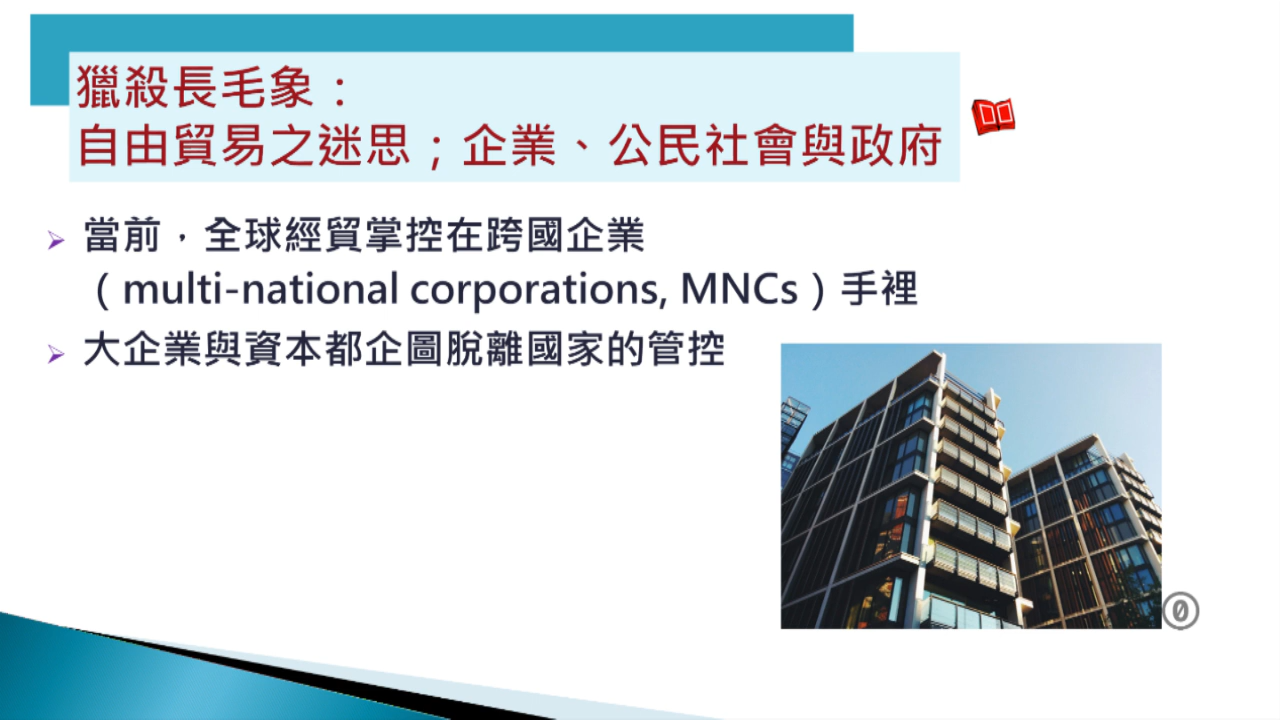 獵殺長毛象：
自由貿易之迷思；企業、公民社會與政府
當前，全球經貿掌控在跨國企業
（multi-national corporations, MNCs）手裡
大企業與資本都企圖脫離國家的管控